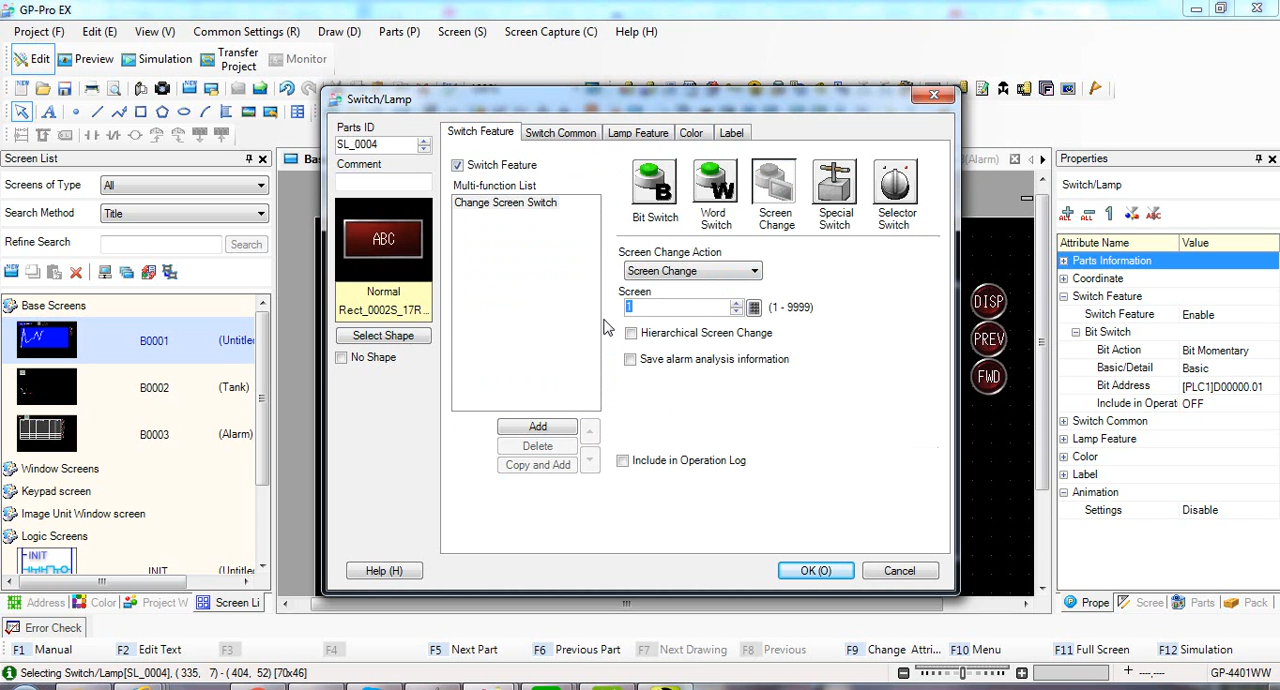 GP-Pro EX
Project (F) Edit (E) View (V) Common Settings (R) Draw (D) Parts (P) Screen (S) Screen Capture (C) Help (H)
Edit Preview Simulation Transfer Project Monitor
Screen List
Screens of Type All
Search Method Title
Refine Search Search
Base Screens
B0001 (Untitle
B0002 (Tank)
B0003 (Alarm)
Window Screens
Keypad screen
Image Unit Window screen
Logic Screens
INIT
INIT (Untitle
Address Color Project W Screen Li
Error Check
Bas
Switch/Lamp
Parts ID
SL_0004
Comment
ABC
Normal
Rect_0002S_17R...
Select Shape
No Shape
Help (H)
Switch Feature Switch Common Lamp Feature Color Label
Switch Feature
Multi-function List
Change Screen Switch
Add
Delete
Copy and Add
B W
Bit Switch Word Switch Screen Change Special Switch Selector Switch
Screen Change Action
Screen Change
Screen
1 (1 - 9999)
Hierarchical Screen Change
Save alarm analysis information
Include in Operation Log
OK (O) Cancel
(Alarm)
DISP
PREV
FWD
Properties
Switch/Lamp
ALL ALL 1 ABC
Attribute Name Value
Parts Information
Coordinate
Switch Feature
Switch Feature Enable
Bit Switch
Bit Action Bit Momentary
Basic/Detail Basic
Bit Address [PLC1]D00000.01
Include in Operat OFF
Switch Common
Lamp Feature
Color
Label
Animation
Settings Disable
Prope Scree Parts Pack
F1 Manual F2 Edit Text F3 F4 F5 Next Part F6 Previous Part F7 Next Drawing F8 Previous F9 Change Attri... F10 Menu F11 Full Screen F12 Simulation
Selecting Switch/Lamp[SL_0004], ( 335, 7) - ( 404, 52) [70x46] ----,---- GP-4401WW